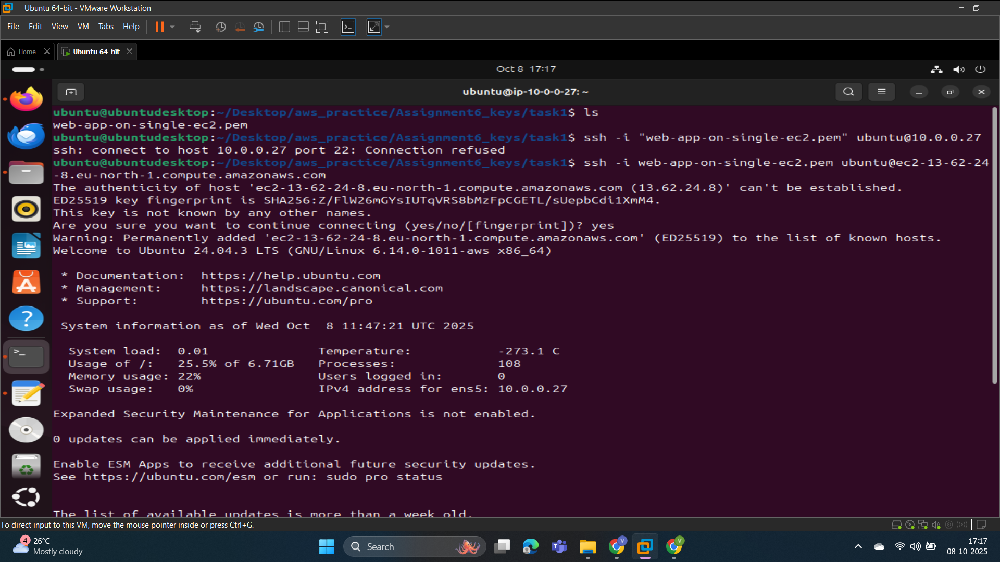 Ubuntu 64-bit - VMware Workstation
File Edit View VM Tabs Help
Home Ubuntu 64-bit
Oct 8 17:17
ubuntu@ip-10-0-0-27: ~
ubuntu@ubuntudesktop:~/Desktop/aws_practice/Assignment6_keys/task1$ ls
web-app-on-single-ec2.pem
ubuntu@ubuntudesktop:~/Desktop/aws_practice/Assignment6_keys/task1$ ssh -i "web-app-on-single-ec2.pem" ubuntu@10.0.0.27
ssh: connect to host 10.0.0.27 port 22: Connection refused
ubuntu@ubuntudesktop:~/Desktop/aws_practice/Assignment6_keys/task1$ ssh -i web-app-on-single-ec2.pem ubuntu@ec2-13-62-24
-8.eu-north-1.compute.amazonaws.com
The authenticity of host 'ec2-13-62-24-8.eu-north-1.compute.amazonaws.com (13.62.24.8)' can't be established.
ED25519 key fingerprint is SHA256:Z/FlW26mGYsIUTqVRS8bMzFpCGETL/sUepbCdi1XmM4.
This key is not known by any other names.
Are you sure you want to continue connecting (yes/no/[fingerprint])? yes
Warning: Permanently added 'ec2-13-62-24-8.eu-north-1.compute.amazonaws.com' (ED25519) to the list of known hosts.
Welcome to Ubuntu 24.04.3 LTS (GNU/Linux 6.14.0-1011-aws x86_64)
* Documentation: https://help.ubuntu.com
* Management: https://landscape.canonical.com
* Support: https://ubuntu.com/pro
System information as of Wed Oct 8 11:47:21 UTC 2025
System load: 0.01 Temperature: -273.1 C
Usage of /: 25.5% of 6.71GB Processes: 108
Memory usage: 22% Users logged in: 0
Swap usage: 0% IPv4 address for ens5: 10.0.0.27
Expanded Security Maintenance for Applications is not enabled.
0 updates can be applied immediately.
Enable ESM Apps to receive additional future security updates.
See https://ubuntu.com/esm or run: sudo pro status
The list of available updates is more than a week old.
To direct input to this VM, move the mouse pointer inside or press Ctrl+G.
4 26°C
Mostly cloudy
Search
17:17
08-10-2025